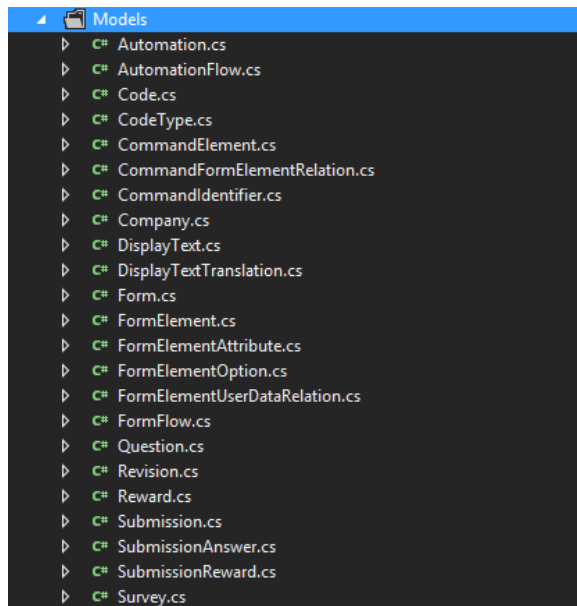 Models
C# Automation.cs
C# AutomationFlow.cs
C# Code.cs
C# CodeType.cs
C# CommandElement.cs
C# CommandFormElementRelation.cs
C# CommandIdentifier.cs
C# Company.cs
C# DisplayText.cs
C# DisplayTextTranslation.cs
C# Form.cs
C# FormElement.cs
C# FormElementAttribute.cs
C# FormElementOption.cs
C# FormElementUserDataRelation.cs
C# FormFlow.cs
C# Question.cs
C# Revision.cs
C# Reward.cs
C# Submission.cs
C# SubmissionAnswer.cs
C# SubmissionReward.cs
C# Survey.cs